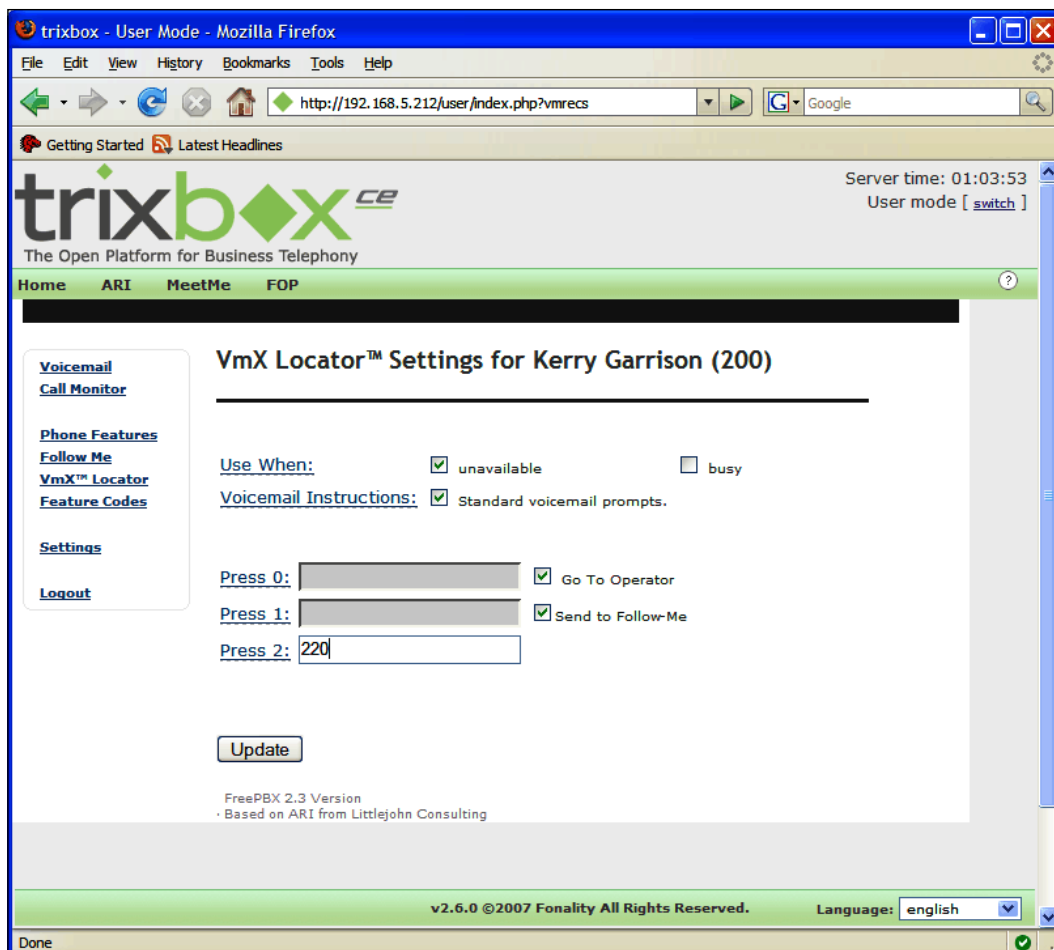 trixbox - User Mode - Mozilla Firefox
File Edit View History Bookmarks Tools Help
http://192.168.5.212/user/index.php?vmrecs
G Google
Getting Started Latest Headlines
trixbox ce
The Open Platform for Business Telephony
Server time: 01:03:53
User mode [ switch ]
Home ARI MeetMe FOP ?
Voicemail
Call Monitor
Phone Features
Follow Me
VmX™ Locator
Feature Codes
Settings
Logout
VmX Locator™ Settings for Kerry Garrison (200)
Use When: unavailable busy
Voicemail Instructions: Standard voicemail prompts.
Press 0: Go To Operator
Press 1: Send to Follow-Me
Press 2: 220
Update
FreePBX 2.3 Version
· Based on ARI from Littlejohn Consulting
v2.6.0 ©2007 Fonality All Rights Reserved. Language: english
Done